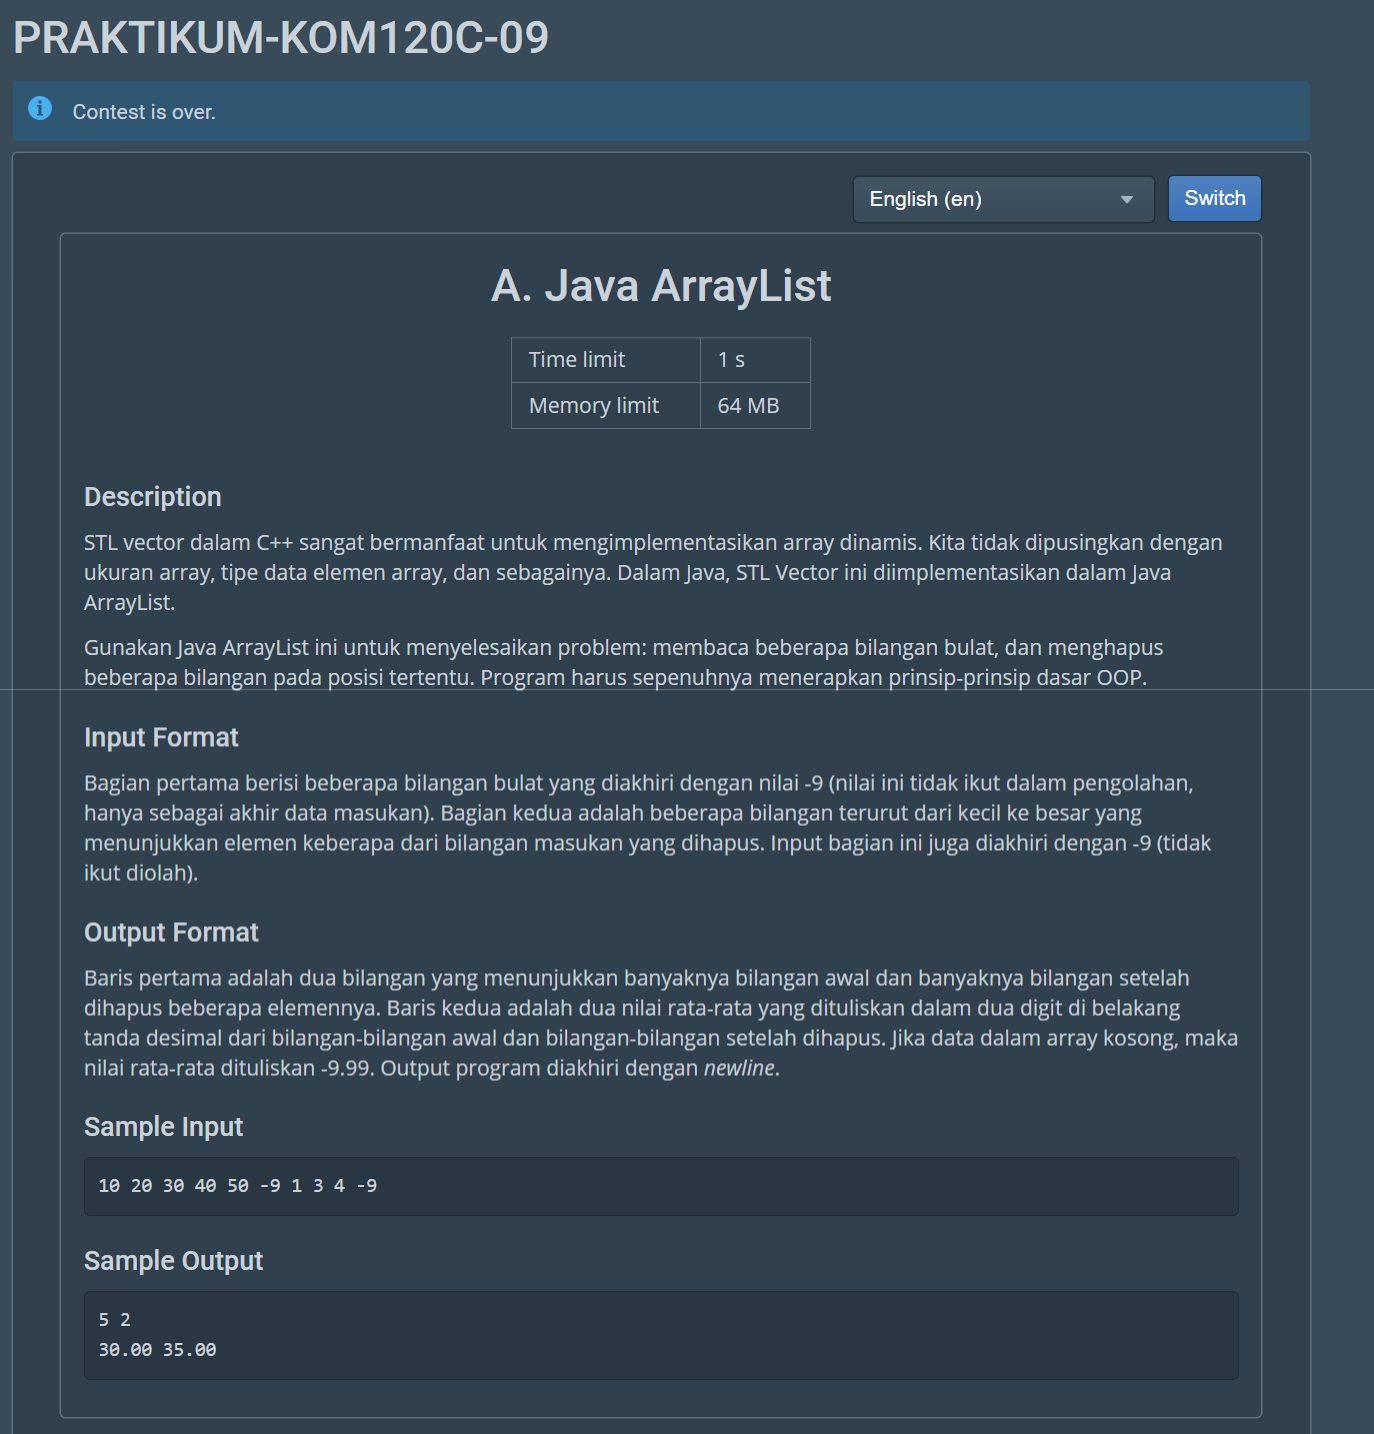 PRAKTIKUM-KOM120C-09
Contest is over.
English (en)
Switch
A. Java ArrayList
Time limit 1 s
Memory limit 64 MB
Description
STL vector dalam C++ sangat bermanfaat untuk mengimplementasikan array dinamis. Kita tidak dipusingkan dengan
ukuran array, tipe data elemen array, dan sebagainya. Dalam Java, STL Vector ini diimplementasikan dalam Java
ArrayList.
Gunakan Java ArrayList ini untuk menyelesaikan problem: membaca beberapa bilangan bulat, dan menghapus
beberapa bilangan pada posisi tertentu. Program harus sepenuhnya menerapkan prinsip-prinsip dasar OOP.
Input Format
Bagian pertama berisi beberapa bilangan bulat yang diakhiri dengan nilai -9 (nilai ini tidak ikut dalam pengolahan,
hanya sebagai akhir data masukan). Bagian kedua adalah beberapa bilangan terurut dari kecil ke besar yang
menunjukkan elemen keberapa dari bilangan masukan yang dihapus. Input bagian ini juga diakhiri dengan -9 (tidak
ikut diolah).
Output Format
Baris pertama adalah dua bilangan yang menunjukkan banyaknya bilangan awal dan banyaknya bilangan setelah
dihapus beberapa elemennya. Baris kedua adalah dua nilai rata-rata yang dituliskan dalam dua digit di belakang
tanda desimal dari bilangan-bilangan awal dan bilangan-bilangan setelah dihapus. Jika data dalam array kosong, maka
nilai rata-rata dituliskan -9.99. Output program diakhiri dengan newline.
Sample Input
10 20 30 40 50 -9 1 3 4 -9
Sample Output
5 2
30.00 35.00